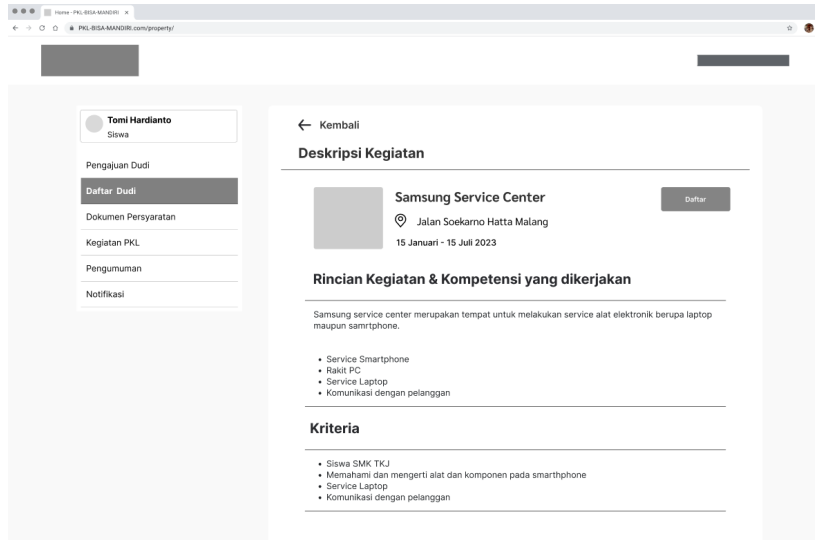 Home - PKL-BISA-MANDIRI ×
PKL-BISA-MANDIRI.com/property/
Tomi Hardianto
Siswa
Pengajuan Dudi
Daftar Dudi
Dokumen Persyaratan
Kegiatan PKL
Pengumuman
Notifikasi
Kembali
Deskripsi Kegiatan
Samsung Service Center
Daftar
Jalan Soekarno Hatta Malang
15 Januari - 15 Juli 2023
Rincian Kegiatan & Kompetensi yang dikerjakan
Samsung service center merupakan tempat untuk melakukan service alat elektronik berupa laptop
maupun samrtphone.
• Service Smartphone
• Rakit PC
• Service Laptop
• Komunikasi dengan pelanggan
Kriteria
• Siswa SMK TKJ
• Memahami dan mengerti alat dan komponen pada smarthphone
• Service Laptop
• Komunikasi dengan pelanggan